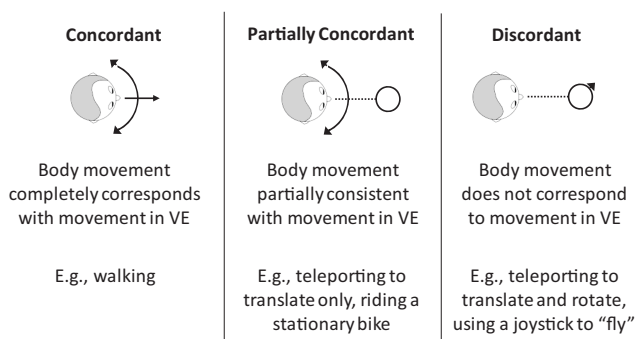 Concordant
Body movement
completely corresponds
with movement in VE
E.g., walking
Partially Concordant
Body movement
partially consistent
with movement in VE
E.g., teleporting to
translate only, riding a
stationary bike
Discordant
Body movement
does not correspond
to movement in VE
E.g., teleporting to
translate and rotate,
using a joystick to “fly”